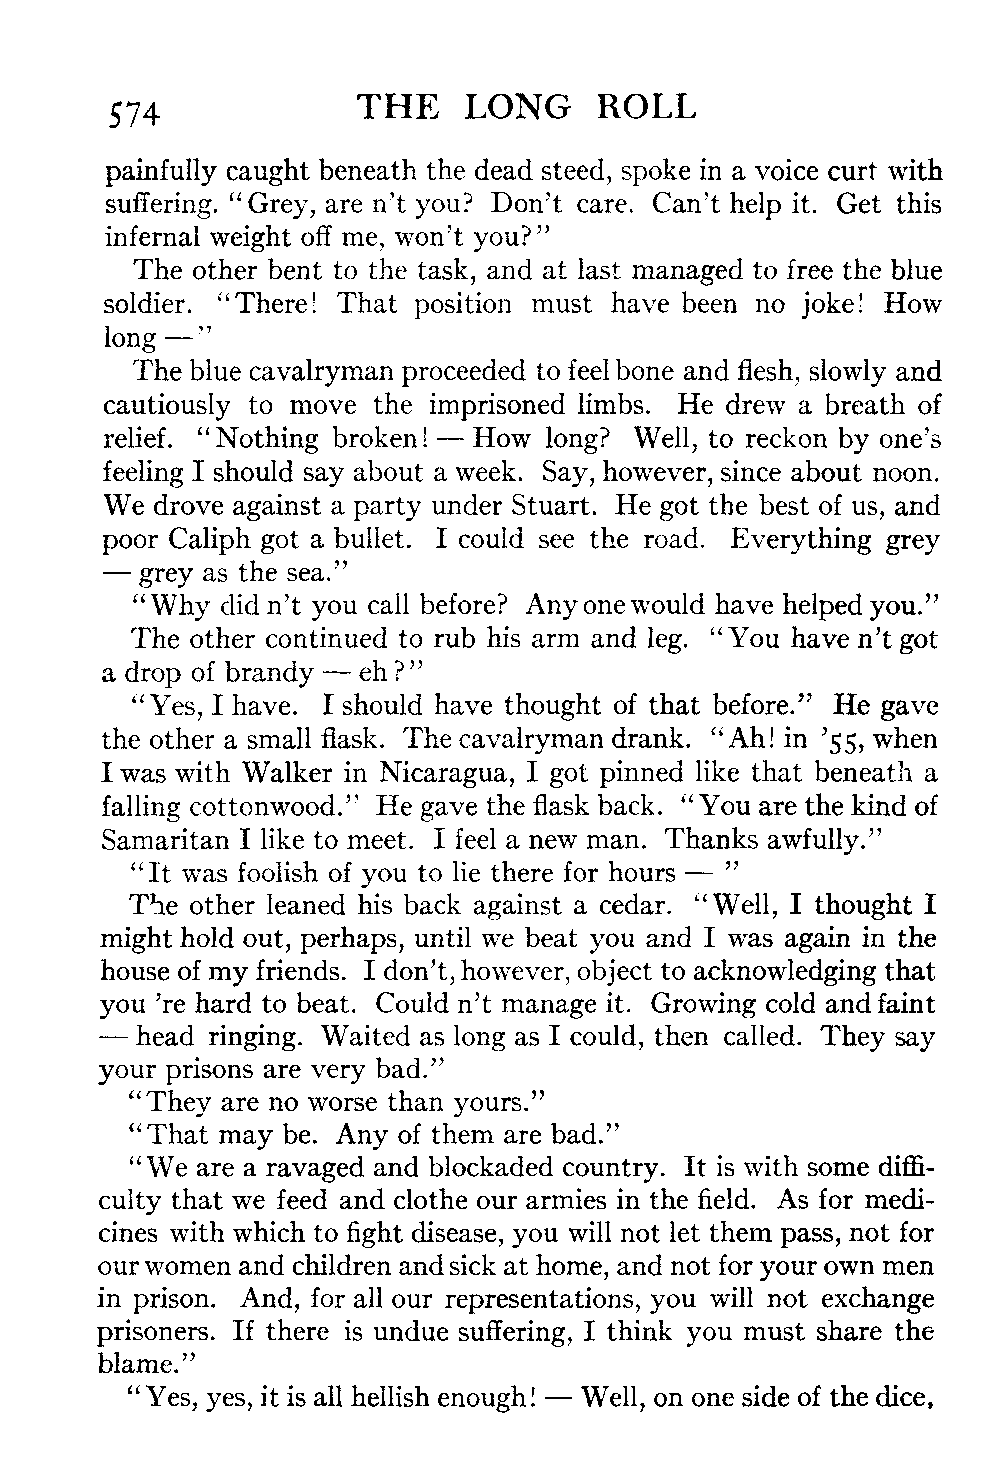 574 THE LONG ROLL
painfully caught beneath the dead steed, spoke in a voice curt with
suffering. “Grey, are n’t you? Don’t care. Can’t help it. Get this
infernal weight off me, won’t you?”
The other bent to the task, and at last managed to free the blue
soldier. “There! That position must have been no joke! How
long —”
The blue cavalryman proceeded to feel bone and flesh, slowly and
cautiously to move the imprisoned limbs. He drew a breath of
relief. “Nothing broken! — How long? Well, to reckon by one’s
feeling I should say about a week. Say, however, since about noon.
We drove against a party under Stuart. He got the best of us, and
poor Caliph got a bullet. I could see the road. Everything grey
— grey as the sea.”
“Why did n’t you call before? Any one would have helped you.”
The other continued to rub his arm and leg. “You have n’t got
a drop of brandy — eh?”
“Yes, I have. I should have thought of that before.” He gave
the other a small flask. The cavalryman drank. “Ah! in ’55, when
I was with Walker in Nicaragua, I got pinned like that beneath a
falling cottonwood.” He gave the flask back. “You are the kind of
Samaritan I like to meet. I feel a new man. Thanks awfully.”
“It was foolish of you to lie there for hours — ”
The other leaned his back against a cedar. “Well, I thought I
might hold out, perhaps, until we beat you and I was again in the
house of my friends. I don’t, however, object to acknowledging that
you ’re hard to beat. Could n’t manage it. Growing cold and faint
— head ringing. Waited as long as I could, then called. They say
your prisons are very bad.”
“They are no worse than yours.”
“That may be. Any of them are bad.”
“We are a ravaged and blockaded country. It is with some diffi-
culty that we feed and clothe our armies in the field. As for medi-
cines with which to fight disease, you will not let them pass, not for
our women and children and sick at home, and not for your own men
in prison. And, for all our representations, you will not exchange
prisoners. If there is undue suffering, I think you must share the
blame.”
“Yes, yes, it is all hellish enough! — Well, on one side of the dice,